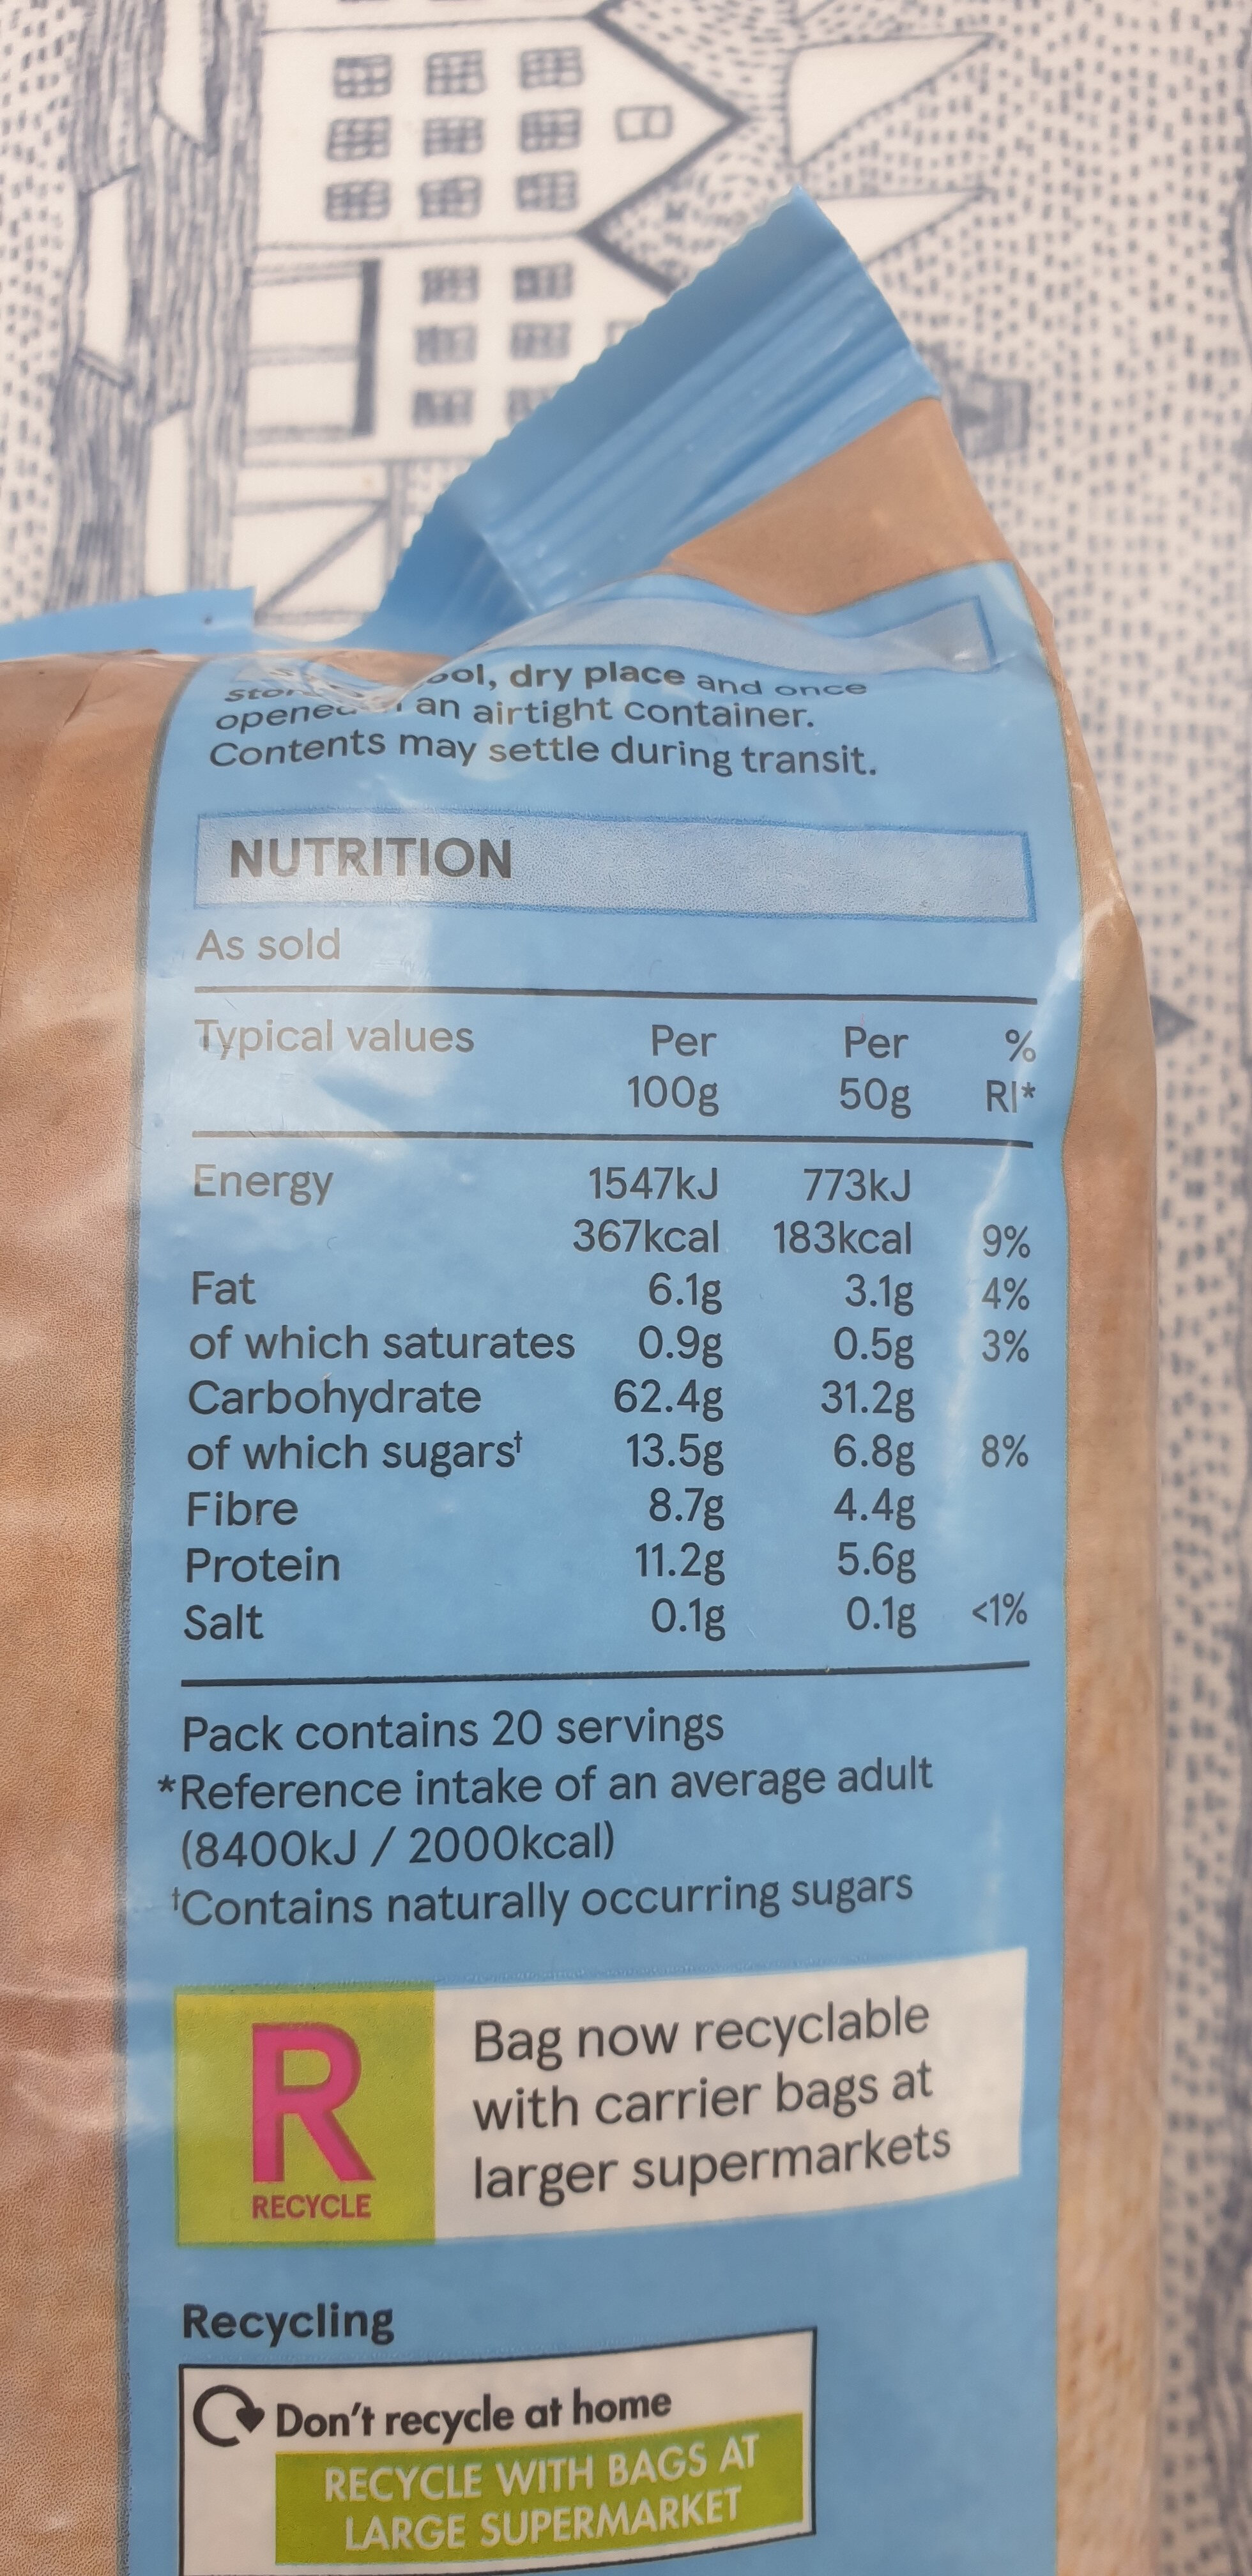 ool, dry place and once
opened an airtight container.
Contents may settle during transit.
NUTRITION
As sold
Typical values Per Per %
100g 50g RI*
Energy 1547kJ 773kJ
367kcal 183kcal 9%
Fat 6.1g 3.1g 4%
of which saturates 0.9g 0.5g 3%
Carbohydrate 62.4g 31.2g
of which sugars† 13.5g 6.8g 8%
Fibre 8.7g 4.4g
Protein 11.2g 5.6g
Salt 0.1g 0.1g <1%
Pack contains 20 servings
*Reference intake of an average adult
(8400kJ / 2000kcal)
†Contains naturally occurring sugars
R
RECYCLE
Bag now recyclable
with carrier bags at
larger supermarkets
Recycling
Don't recycle at home
RECYCLE WITH BAGS AT
LARGE SUPERMARKET